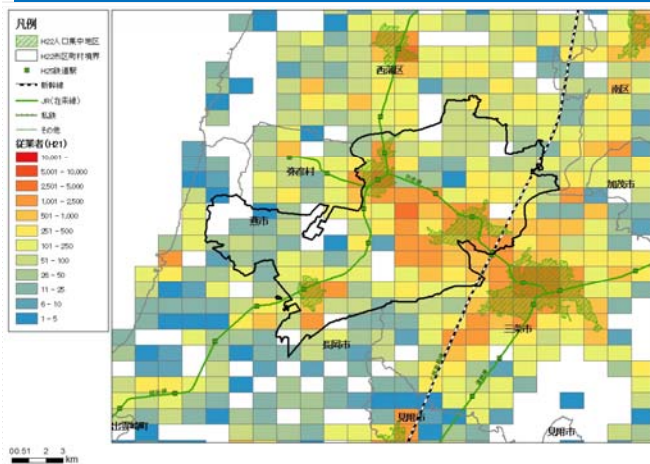 凡例
H22人口集中地区
H22市区町村境界
H25鉄道駅
新幹線
JR(在来線)
私鉄
その他
従業者(H21)
10,001 -
5,001 - 10,000
2,501 - 5,000
1,001 - 2,500
501 - 1,000
251 - 500
101 - 250
51 - 100
26 - 50
11 - 25
6 - 10
1 - 5
西蒲区
南区
弥彦村
加茂市
燕市
三条市
長岡市
出雲崎町
見附市
見附市
0 0.5 1 2 3
km